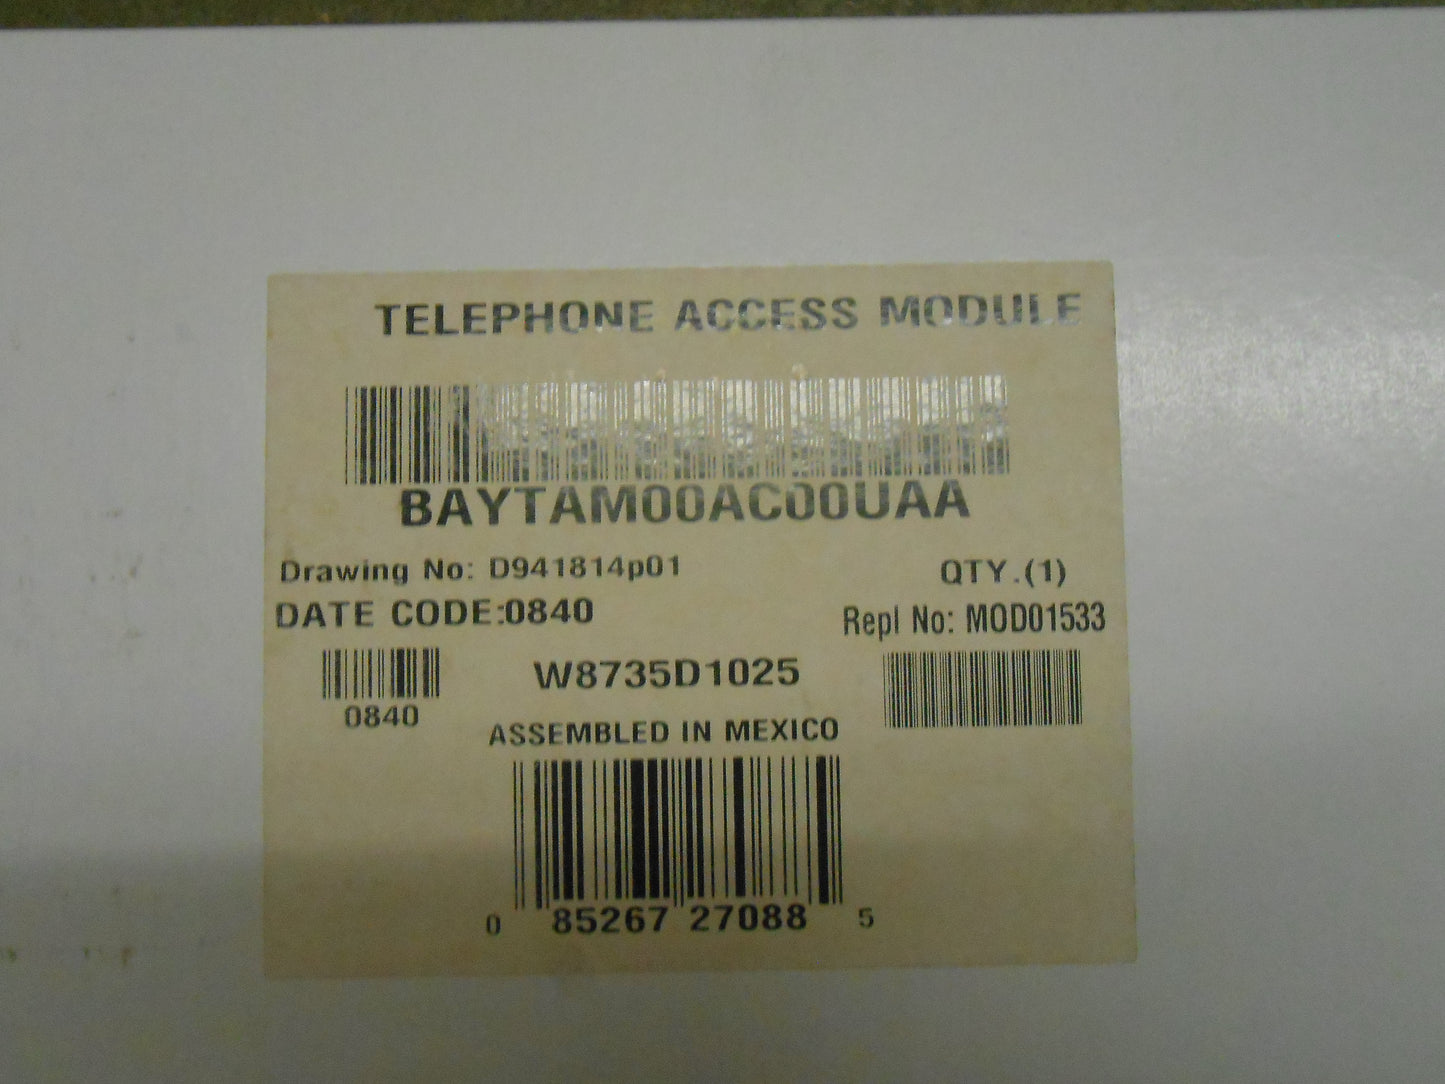 TELEPHONE ACCESS MODULE
BAYTAM00AC00UAA
Drawing No: D941814p01
QTY.(1)
DATE CODE:0840
Repl No: MOD01533
0840
W8735D1025
ASSEMBLED IN MEXICO
0 85267 27088 5